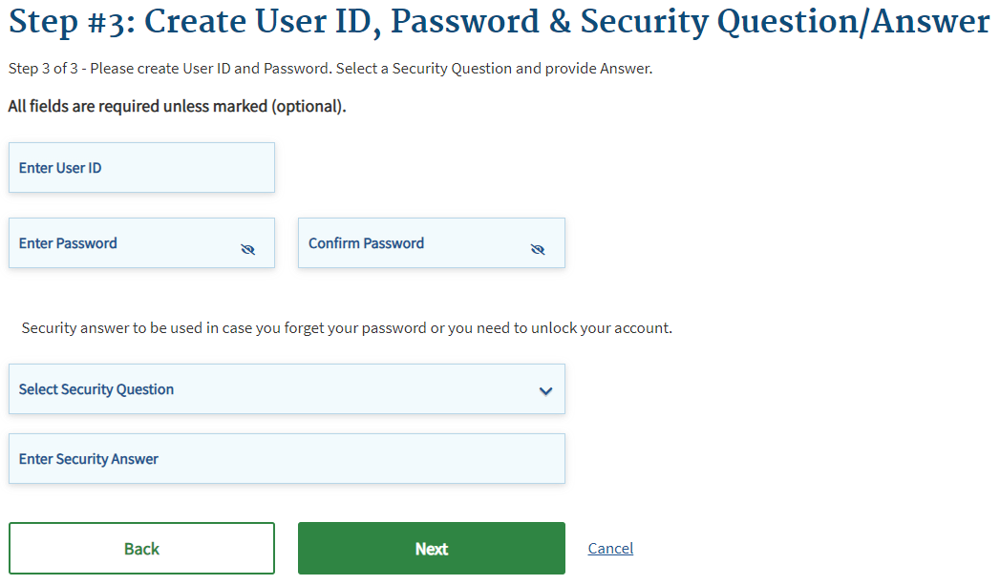 Step #3: Create User ID, Password & Security Question/Answer
Step 3 of 3 - Please create User ID and Password. Select a Security Question and provide Answer.
All fields are required unless marked (optional).
Enter User ID
Enter Password
Confirm Password
Security answer to be used in case you forget your password or you need to unlock your account.
Select Security Question
Enter Security Answer
Back
Next
Cancel